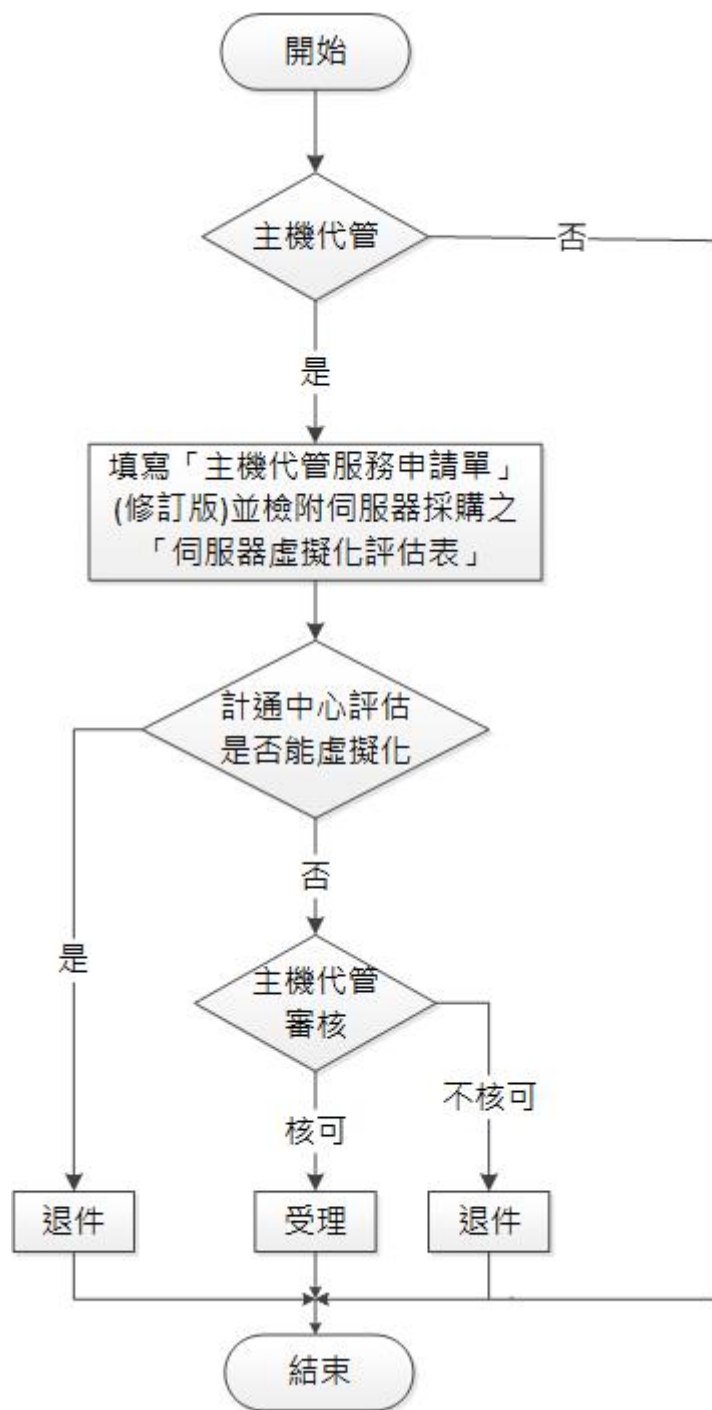 開始
主機代管
否
是
填寫「主機代管服務申請單」
(修訂版)並檢附伺服器採購之
「伺服器虛擬化評估表」
計通中心評估
是否能虛擬化
否
是
主機代管
審核
不核可
核可
退件
受理
退件
結束